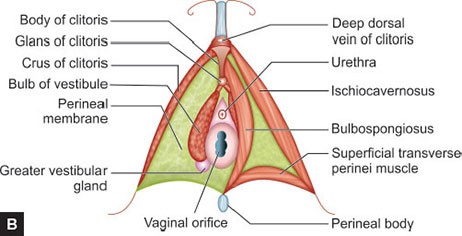 Body of clitoris
Glans of clitoris
Crus of clitoris
Bulb of vestibule
Perineal
membrane
Greater vestibular
gland
Vaginal orifice
Deep dorsal
vein of clitoris
Urethra
Ischiocavernosus
Bulbospongiosus
Superficial transverse
perinei muscle
Perineal body
B